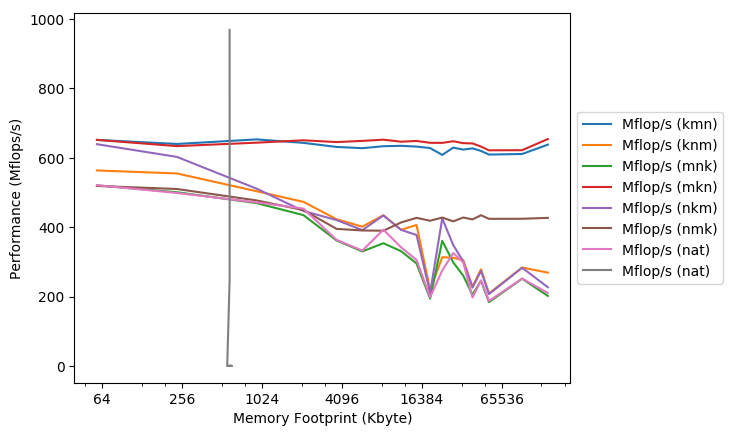 1000
800
600
400
200
0
Performance (Mflops/s)
64 256 1024 4096 16384 65536
Memory Footprint (Kbyte)
Mflop/s (kmn)
Mflop/s (knm)
Mflop/s (mnk)
Mflop/s (mkn)
Mflop/s (nkm)
Mflop/s (nmk)
Mflop/s (nat)
Mflop/s (nat)